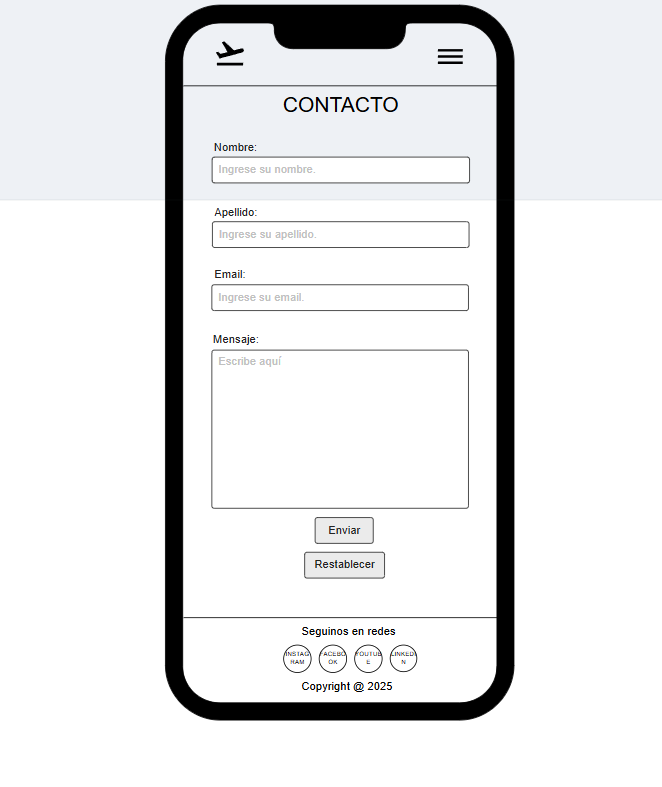 CONTACTO
Nombre:
Ingrese su nombre.
Apellido:
Ingrese su apellido.
Email:
Ingrese su email.
Mensaje:
Escribe aquí
Enviar
Restablecer
Seguinos en redes
INSTAG
RAM
FACEBO
OK
YOUTUB
E
LINKEDI
N
Copyright @ 2025